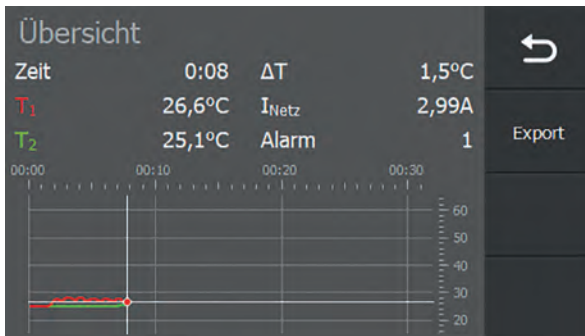 Übersicht
Zeit 0:08 ΔT 1,5°C
T1 26,6°C INetz 2,99A
T2 25,1°C Alarm 1
Export
00:00 00:10 00:20 00:30
60
50
40
30
20